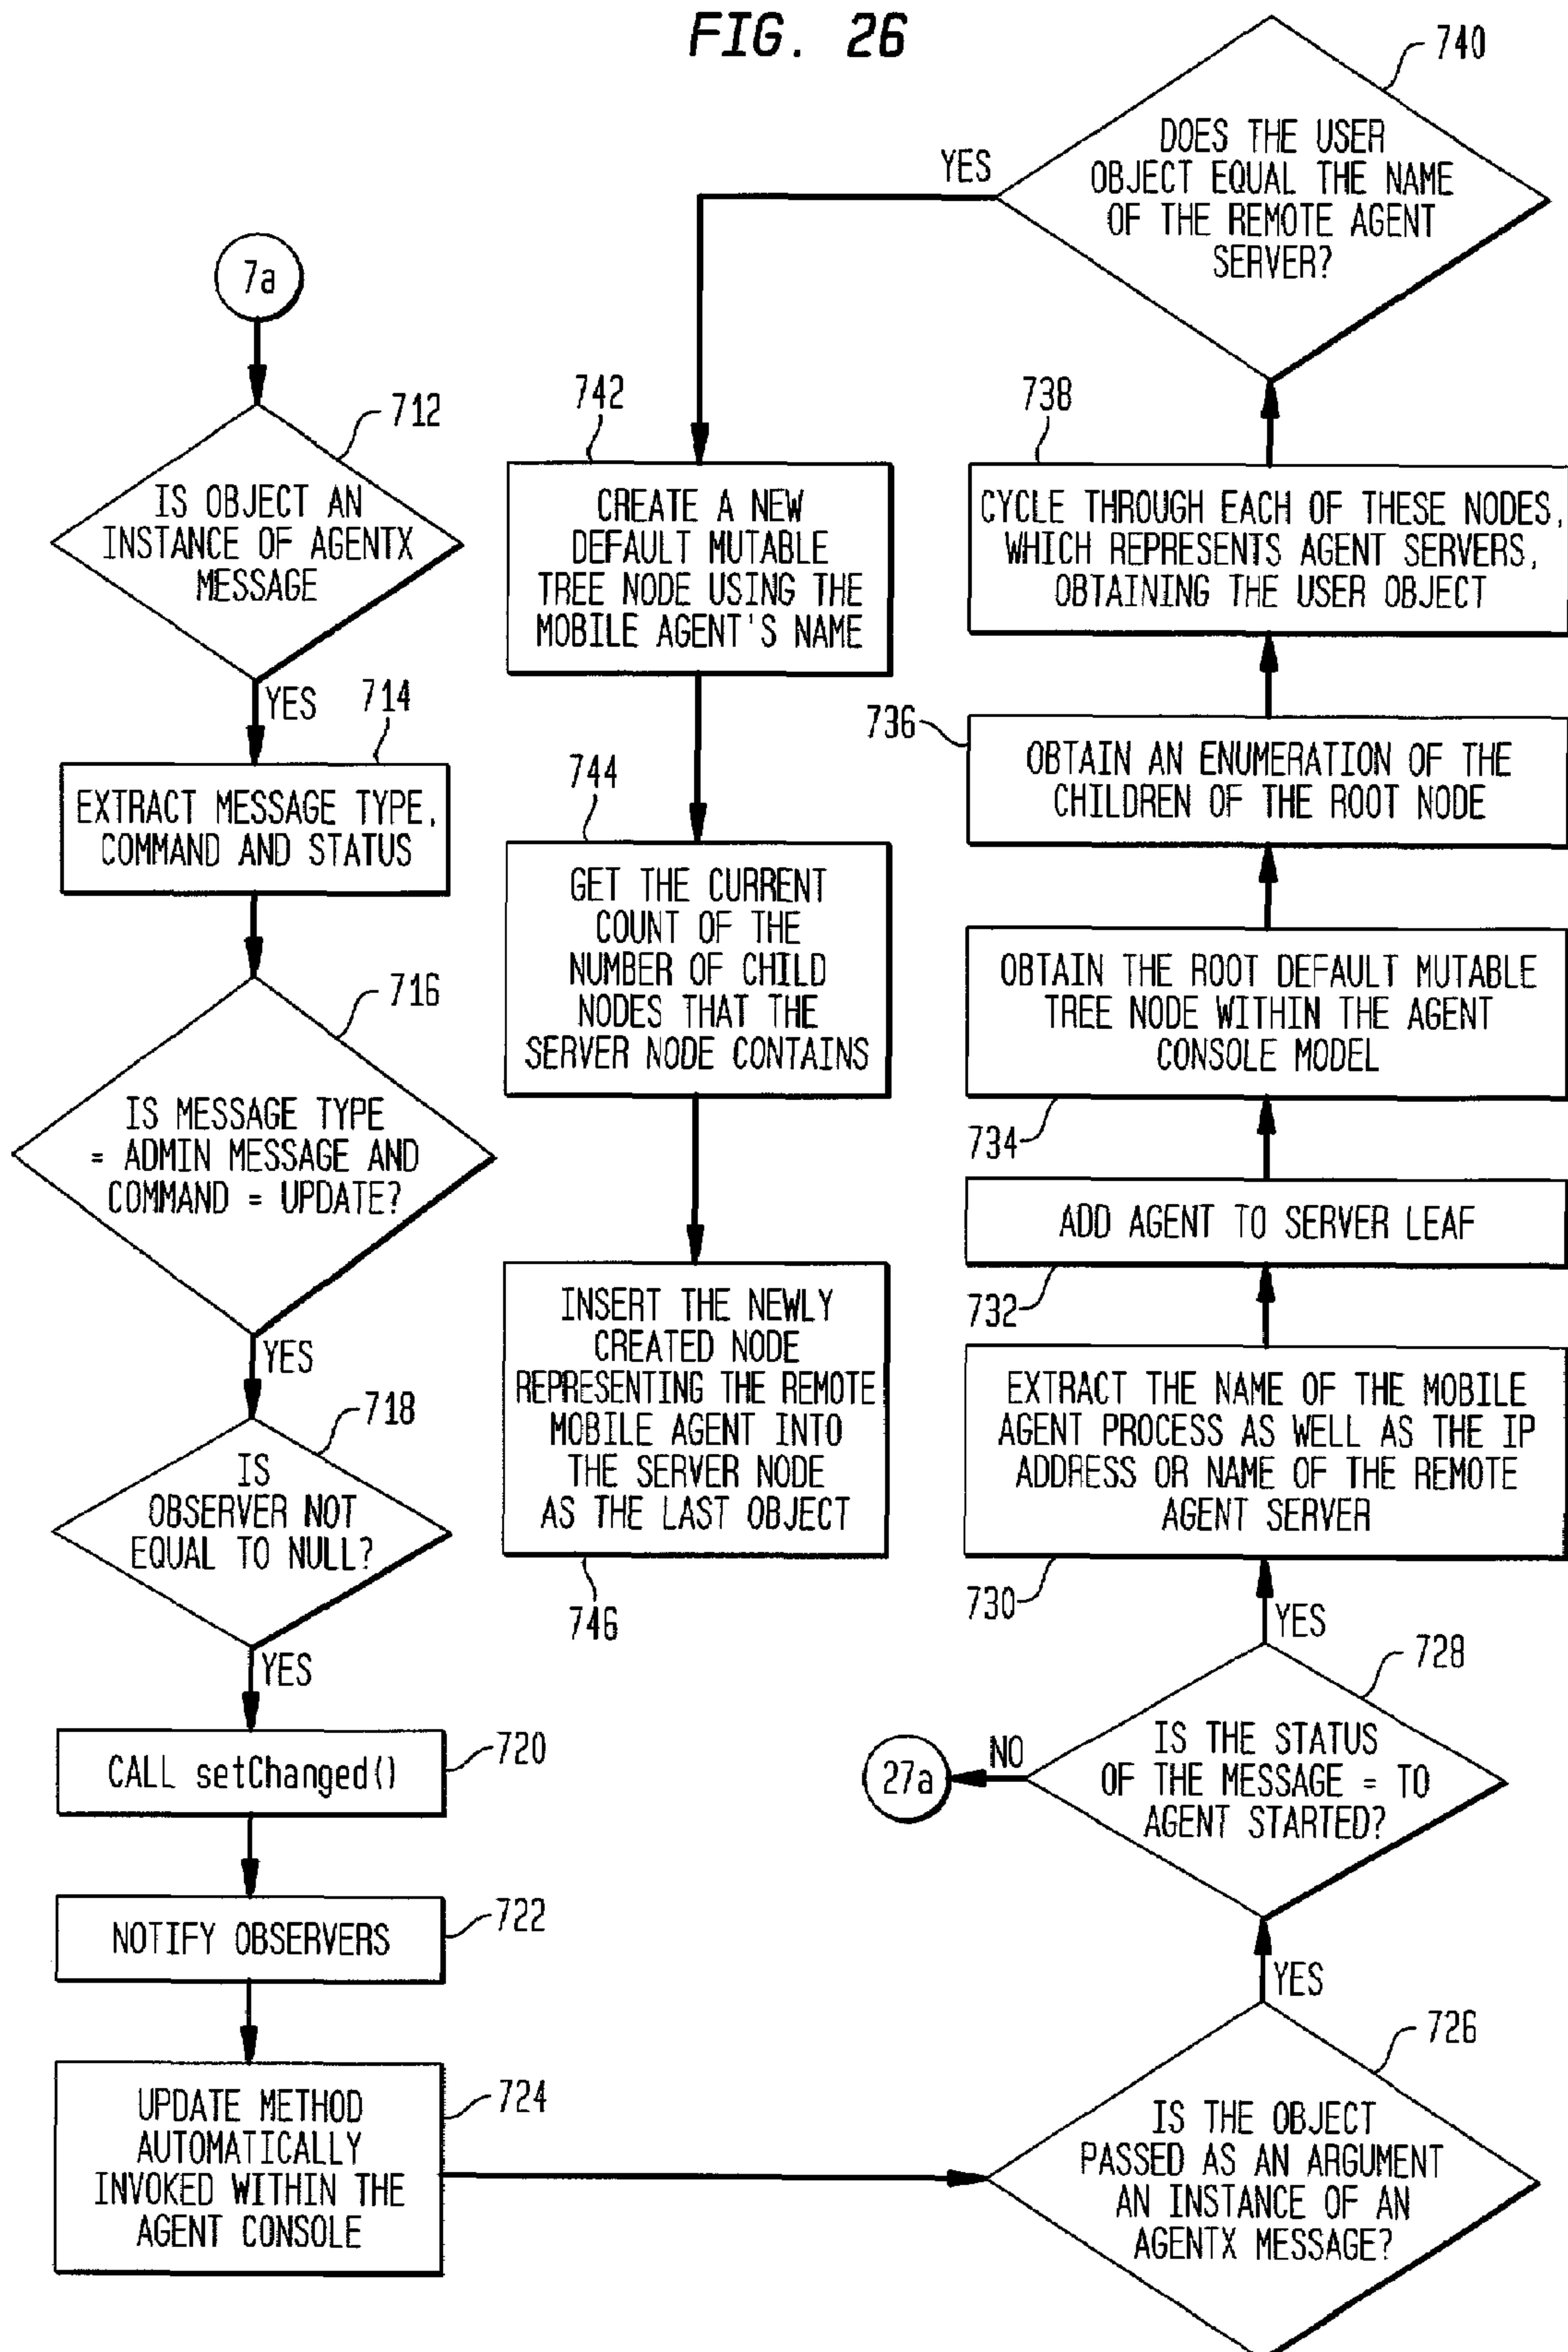 FIG. 26
7a
712
IS OBJECT AN
INSTANCE OF AGENTX
MESSAGE
YES
714
EXTRACT MESSAGE TYPE,
COMMAND AND STATUS
716
IS MESSAGE TYPE
= ADMIN MESSAGE AND
COMMAND = UPDATE?
YES
718
IS
OBSERVER NOT
EQUAL TO NULL?
YES
720
CALL setChanged()
722
NOTIFY OBSERVERS
724
UPDATE METHOD
AUTOMATICALLY
INVOKED WITHIN THE
AGENT CONSOLE
726
IS THE OBJECT
PASSED AS AN ARGUMENT
AN INSTANCE OF AN
AGENTX MESSAGE?
YES
728
IS THE STATUS
OF THE MESSAGE = TO
AGENT STARTED?
NO
27a
YES
730
EXTRACT THE NAME OF THE MOBILE
AGENT PROCESS AS WELL AS THE IP
ADDRESS OR NAME OF THE REMOTE
AGENT SERVER
732
ADD AGENT TO SERVER LEAF
734
OBTAIN THE ROOT DEFAULT MUTABLE
TREE NODE WITHIN THE AGENT
CONSOLE MODEL
736
OBTAIN AN ENUMERATION OF THE
CHILDREN OF THE ROOT NODE
738
CYCLE THROUGH EACH OF THESE NODES,
WHICH REPRESENTS AGENT SERVERS,
OBTAINING THE USER OBJECT
740
DOES THE USER
OBJECT EQUAL THE NAME
OF THE REMOTE AGENT
SERVER?
YES
742
CREATE A NEW
DEFAULT MUTABLE
TREE NODE USING THE
MOBILE AGENT'S NAME
744
GET THE CURRENT
COUNT OF THE
NUMBER OF CHILD
NODES THAT THE
SERVER NODE CONTAINS
INSERT THE NEWLY
CREATED NODE
REPRESENTING THE REMOTE
MOBILE AGENT INTO
THE SERVER NODE
AS THE LAST OBJECT
746